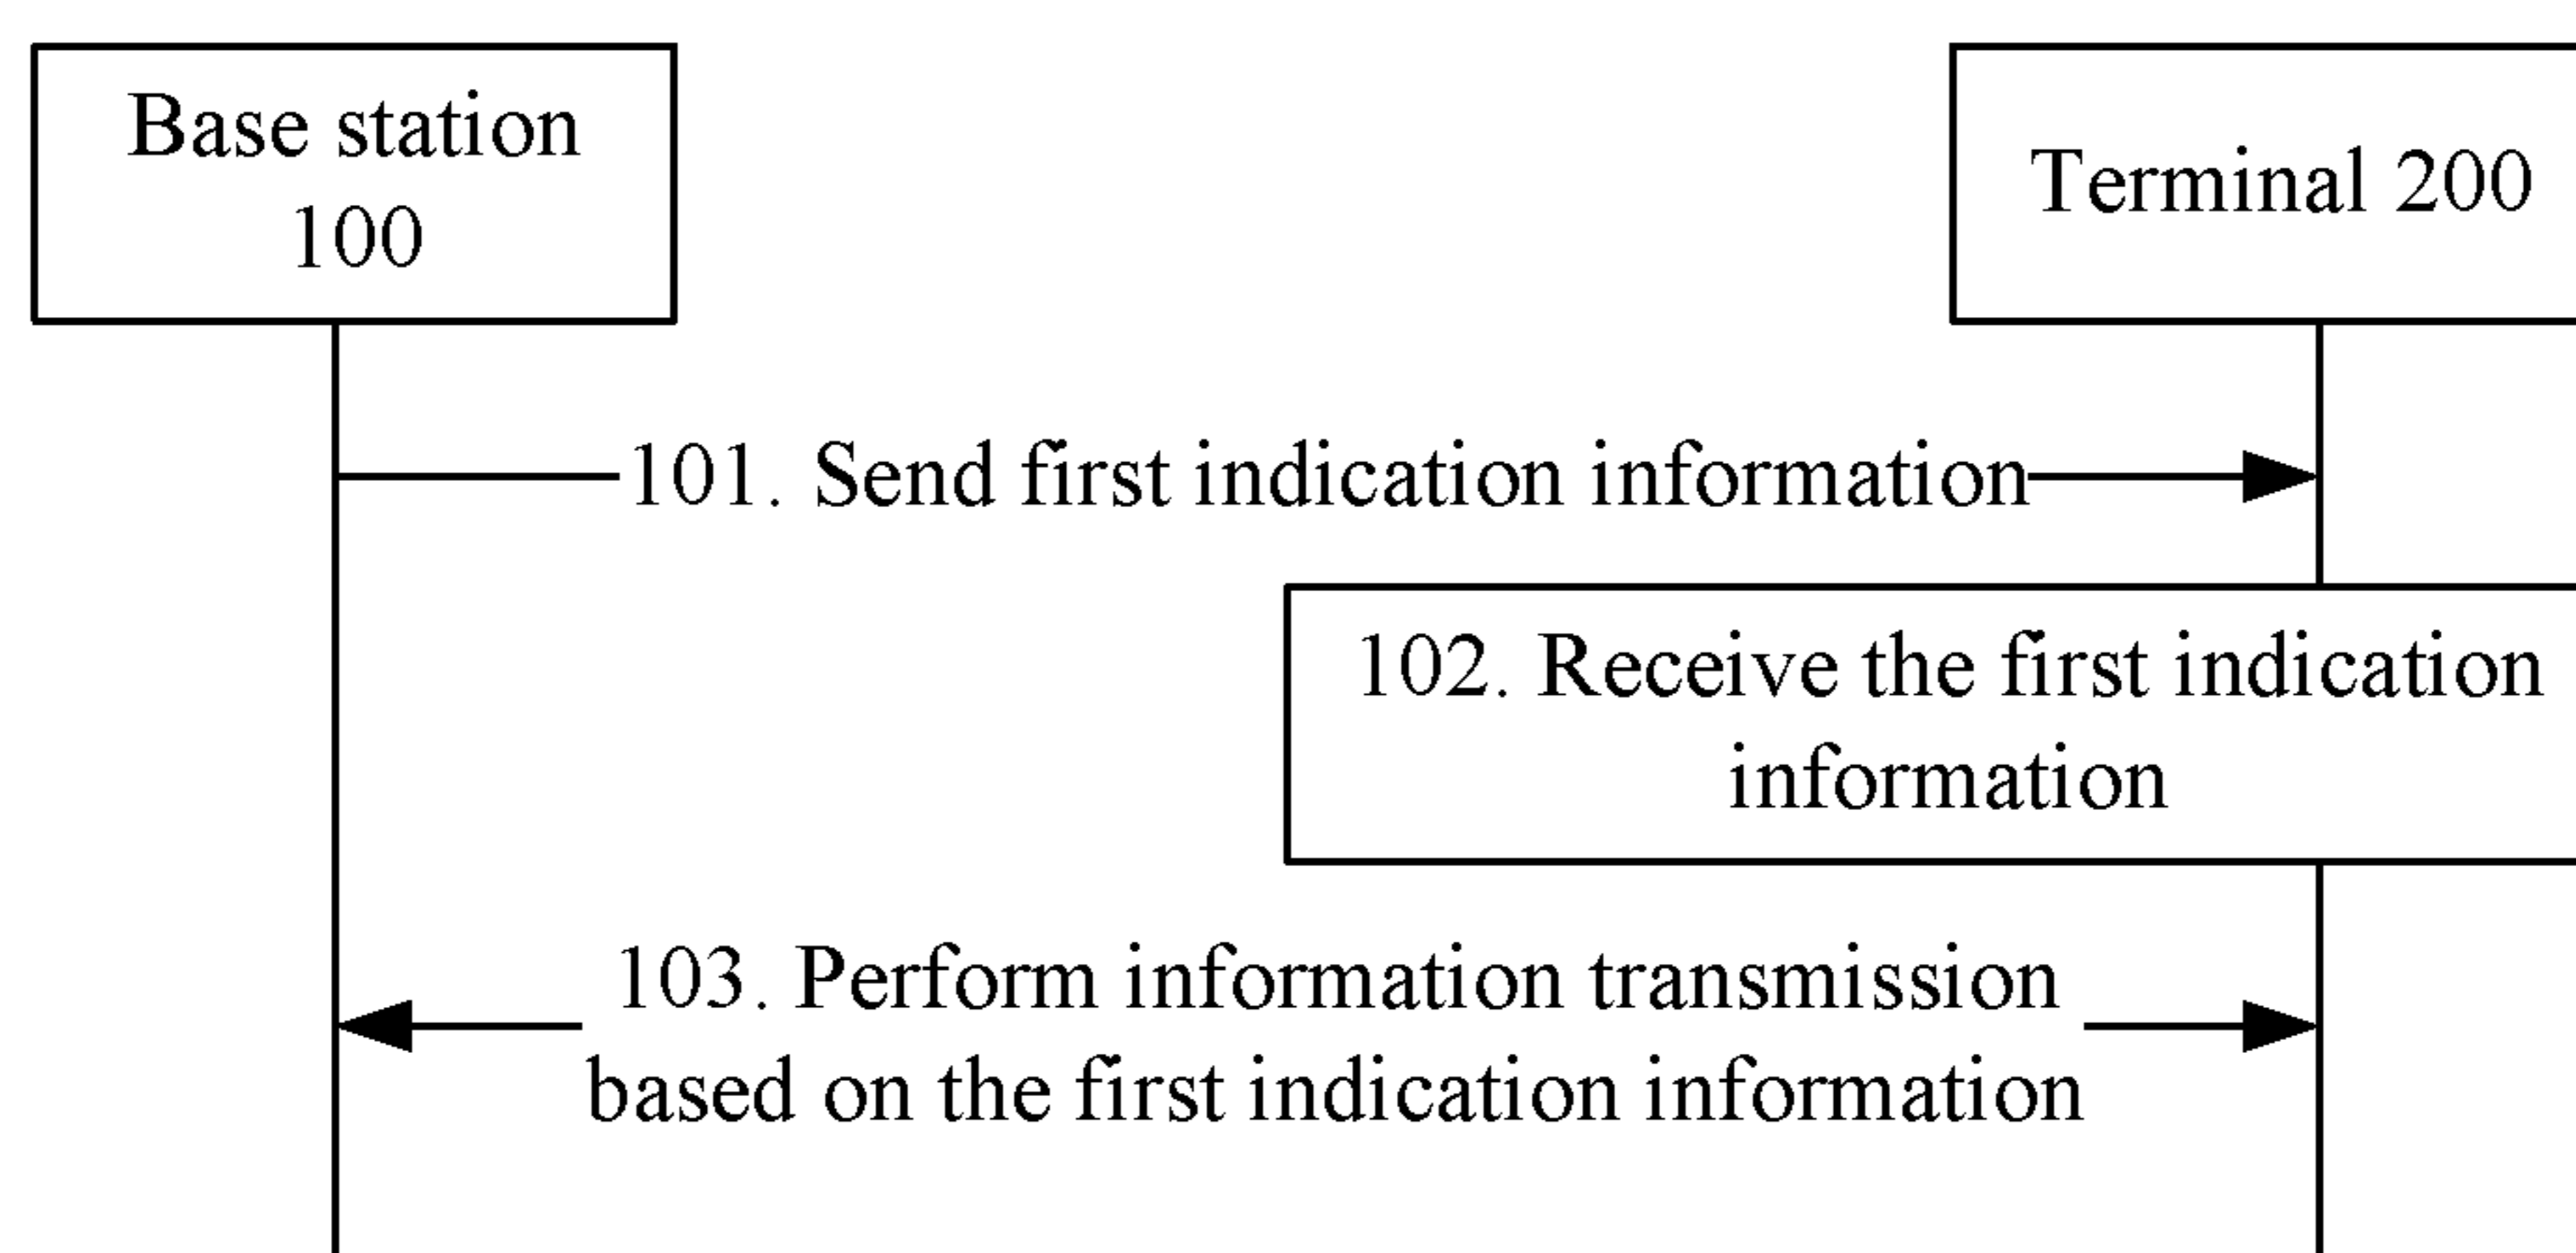 Base station
100
Terminal 200
101. Send first indication information
102. Receive the first indication
information
103. Perform information transmission
based on the first indication information